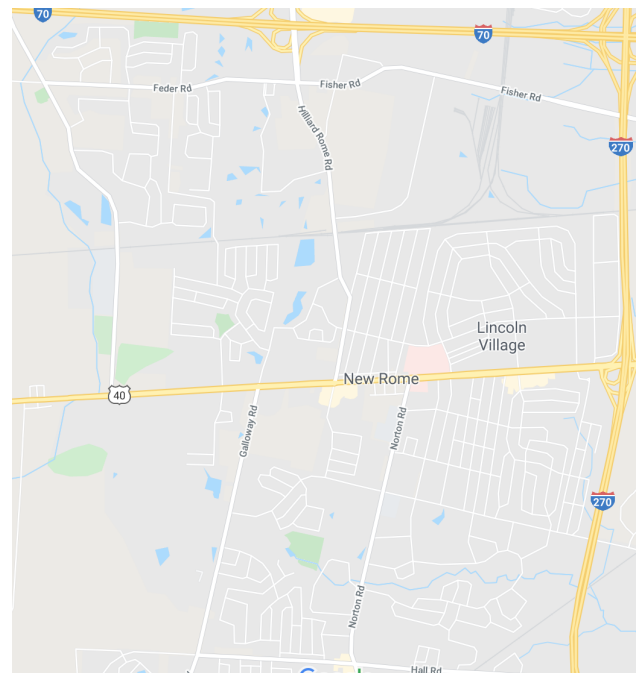 70
70
Feder Rd
Fisher Rd
Fisher Rd
Hilliard Rome Rd
270
Lincoln
Village
New Rome
40
Galloway Rd
Norton Rd
270
Norton Rd
Hall Rd